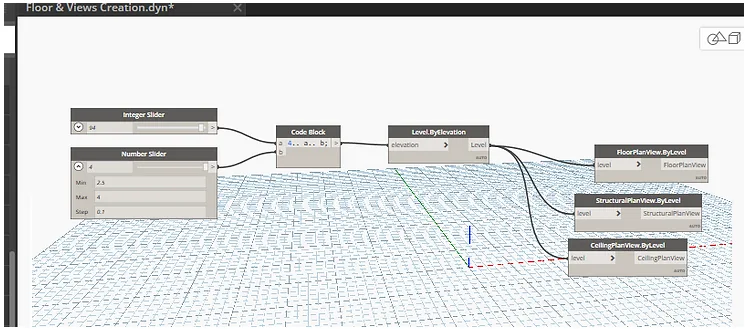 Floor & Views Creation.dyn*
Integer Slider
94
>
Number Slider
4
>
Min 2.5
Max 4
Step 0.1
Code Block
a 4.. a.. b; >
b
Level.ByElevation
elevation > Level
AUTO
FloorPlanView.ByLevel
level > FloorPlanView
AUTO
StructuralPlanView.ByLevel
level > StructuralPlanView
AUTO
CeilingPlanView.ByLevel
level > CeilingPlanView
AUTO